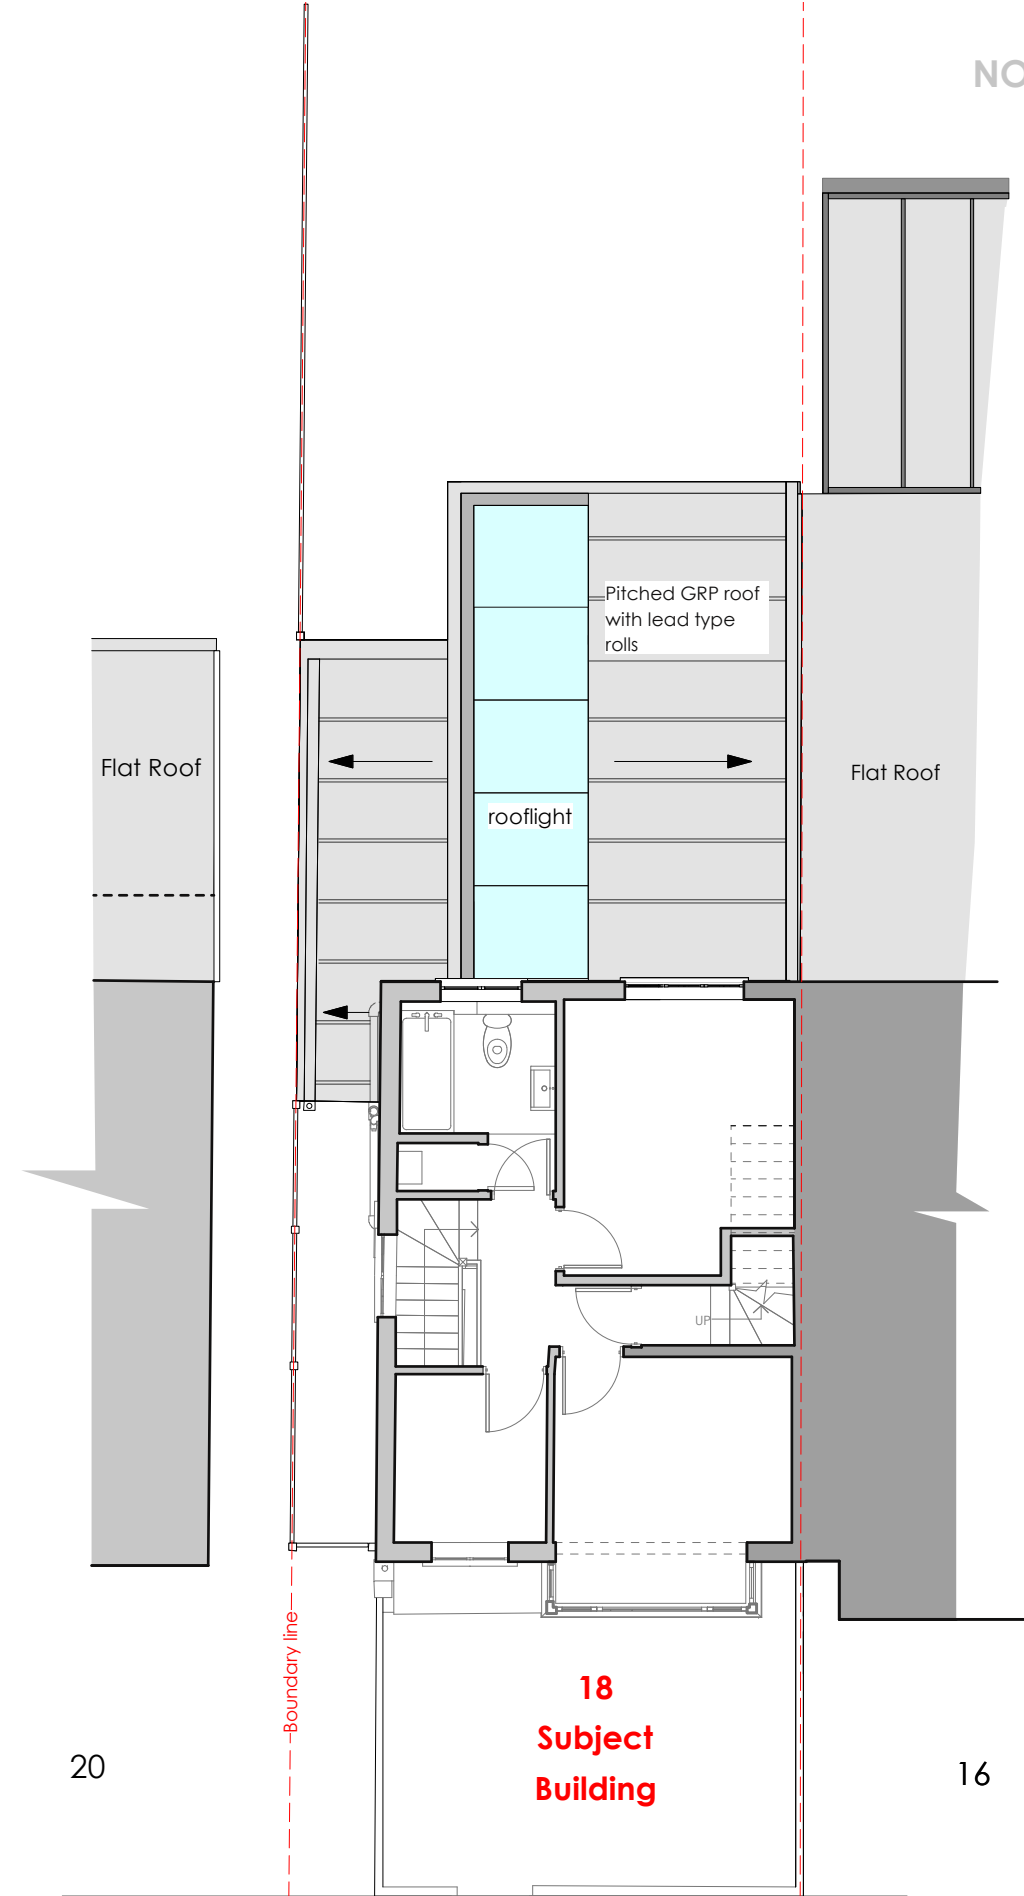 NO
Pitched GRP roof
with lead type
rolls
Flat Roof
rooflight
Flat Roof
UP
Boundary line
18
Subject
Building
20
16